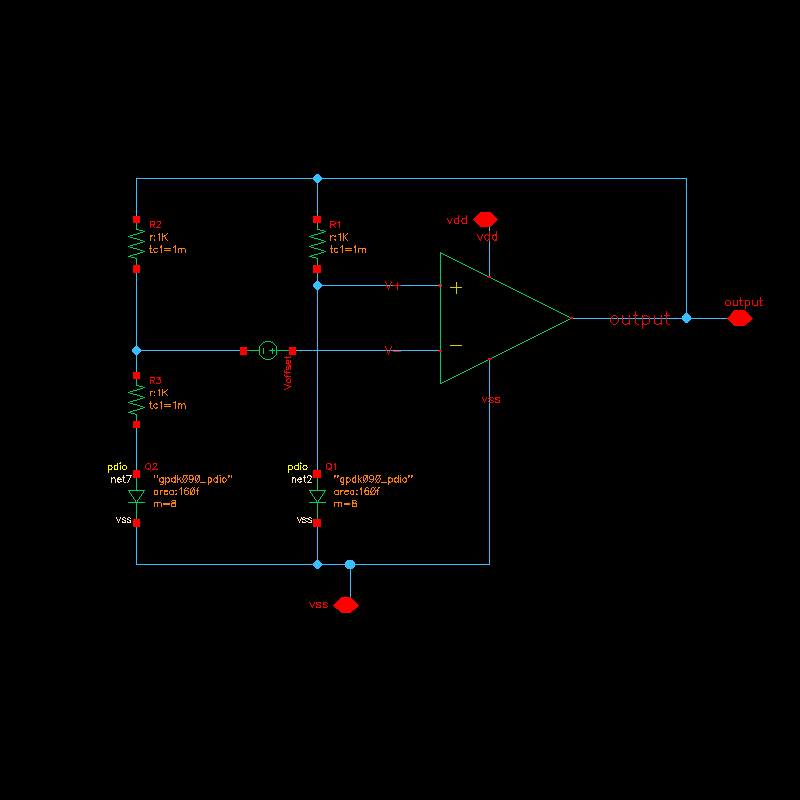 R2
r:1K
tc1=1m
R1
r:1K
tc1=1m
vdd
vdd
V+
+
output
output
V-
−
Voffset
vss
R3
r:1K
tc1=1m
pdio
Q2
net7
"gpdk090_pdio"
area:160f
m=8
vss
pdio
Q1
net2
"gpdk090_pdio"
area:160f
m=8
vss
vss